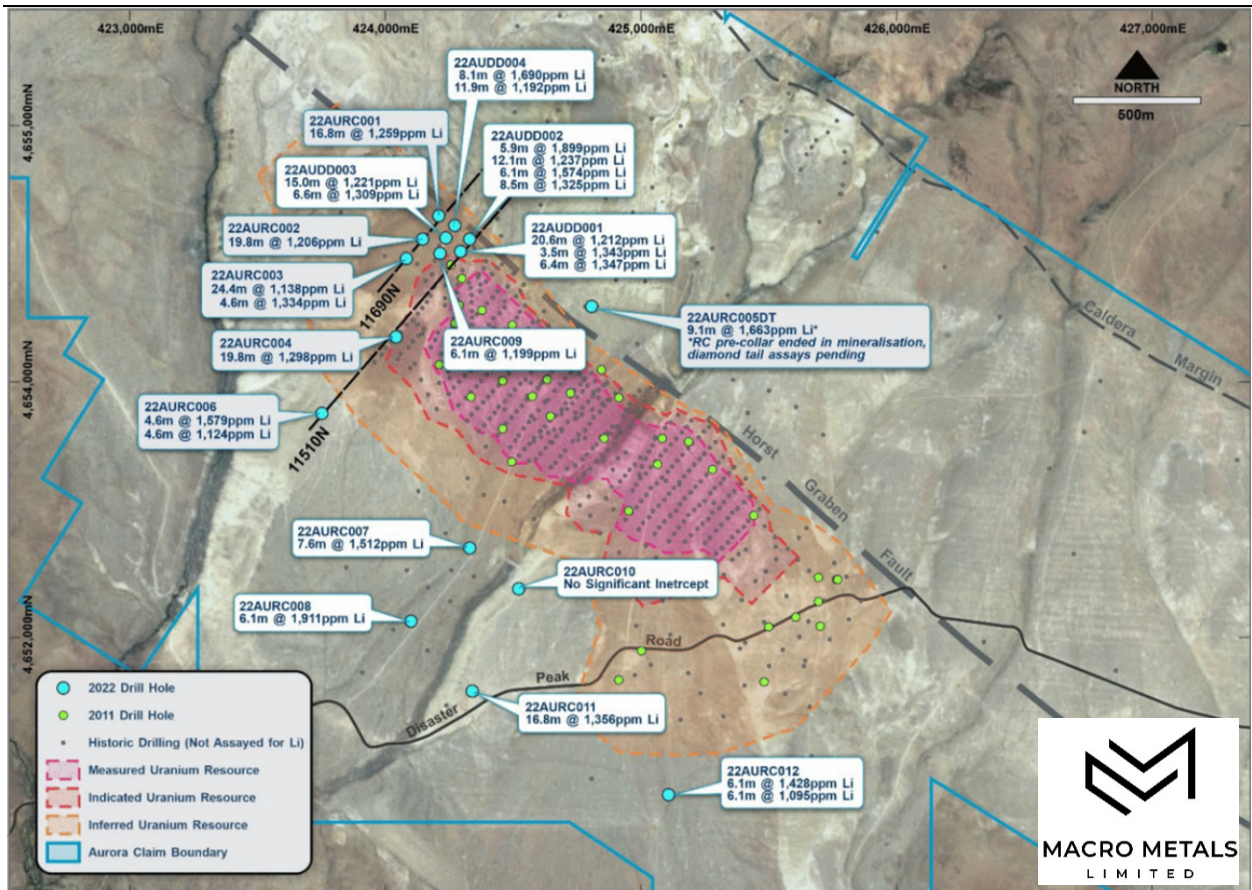 423,000mE
424,000mE
425,000mE
426,000mE
427,000mE
4,655,000mN
4,654,000mN
4,652,000mN
NORTH
500m
22AUDD004
8.1m @ 1,690ppm Li
11.9m @ 1,192ppm Li
22AURC001
16.8m @ 1,259ppm Li
22AUDD002
5.9m @ 1,899ppm Li
12.1m @ 1,237ppm Li
6.1m @ 1,574ppm Li
8.5m @ 1,325ppm Li
22AUDD003
15.0m @ 1,221ppm Li
6.6m @ 1,309ppm Li
22AURC002
19.8m @ 1,206ppm Li
22AUDD001
20.6m @ 1,212ppm Li
3.5m @ 1,343ppm Li
6.4m @ 1,347ppm Li
22AURC003
24.4m @ 1,138ppm Li
4.6m @ 1,334ppm Li
11690N
22AURC005DT
9.1m @ 1,663ppm Li*
*RC pre-collar ended in mineralisation,
diamond tail assays pending
Caldera
Margin
22AURC004
19.8m @ 1,298ppm Li
22AURC009
6.1m @ 1,199ppm Li
22AURC006
4.6m @ 1,579ppm Li
4.6m @ 1,124ppm Li
11510N
Horst
Graben
Fault
22AURC007
7.6m @ 1,512ppm Li
22AURC010
No Significant Inetrcept
22AURC008
6.1m @ 1,911ppm Li
Disaster
Peak
Road
22AURC011
16.8m @ 1,356ppm Li
22AURC012
6.1m @ 1,428ppm Li
6.1m @ 1,095ppm Li
2022 Drill Hole
2011 Drill Hole
Historic Drilling (Not Assayed for Li)
Measured Uranium Resource
Indicated Uranium Resource
Inferred Uranium Resource
Aurora Claim Boundary
MACRO METALS
LIMITED